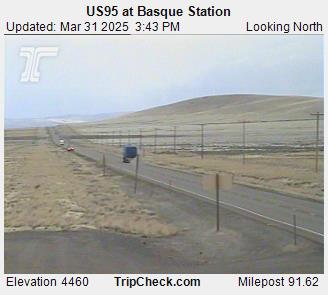 US95 at Basque Station
Updated: Mar 31 2025 3:43 PM Looking North
Elevation 4460 TripCheck.com Milepost 91.62